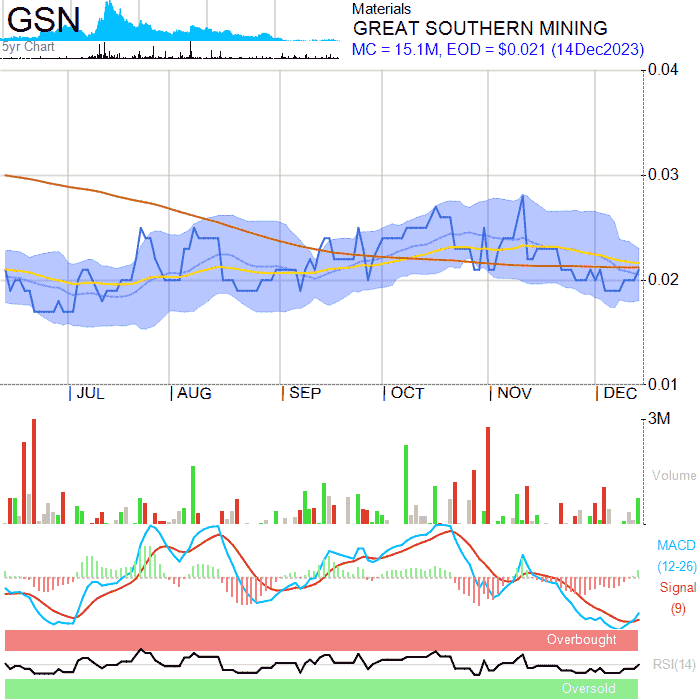 GSN
5yr Chart
Materials
GREAT SOUTHERN MINING
MC = 15.1M, EOD = $0.021 (14Dec2023)
0.04
0.03
0.02
0.01
JUL AUG SEP OCT NOV DEC
3M
Volume
MACD
(12-26)
Signal
(9)
Overbought
RSI(14)
Oversold